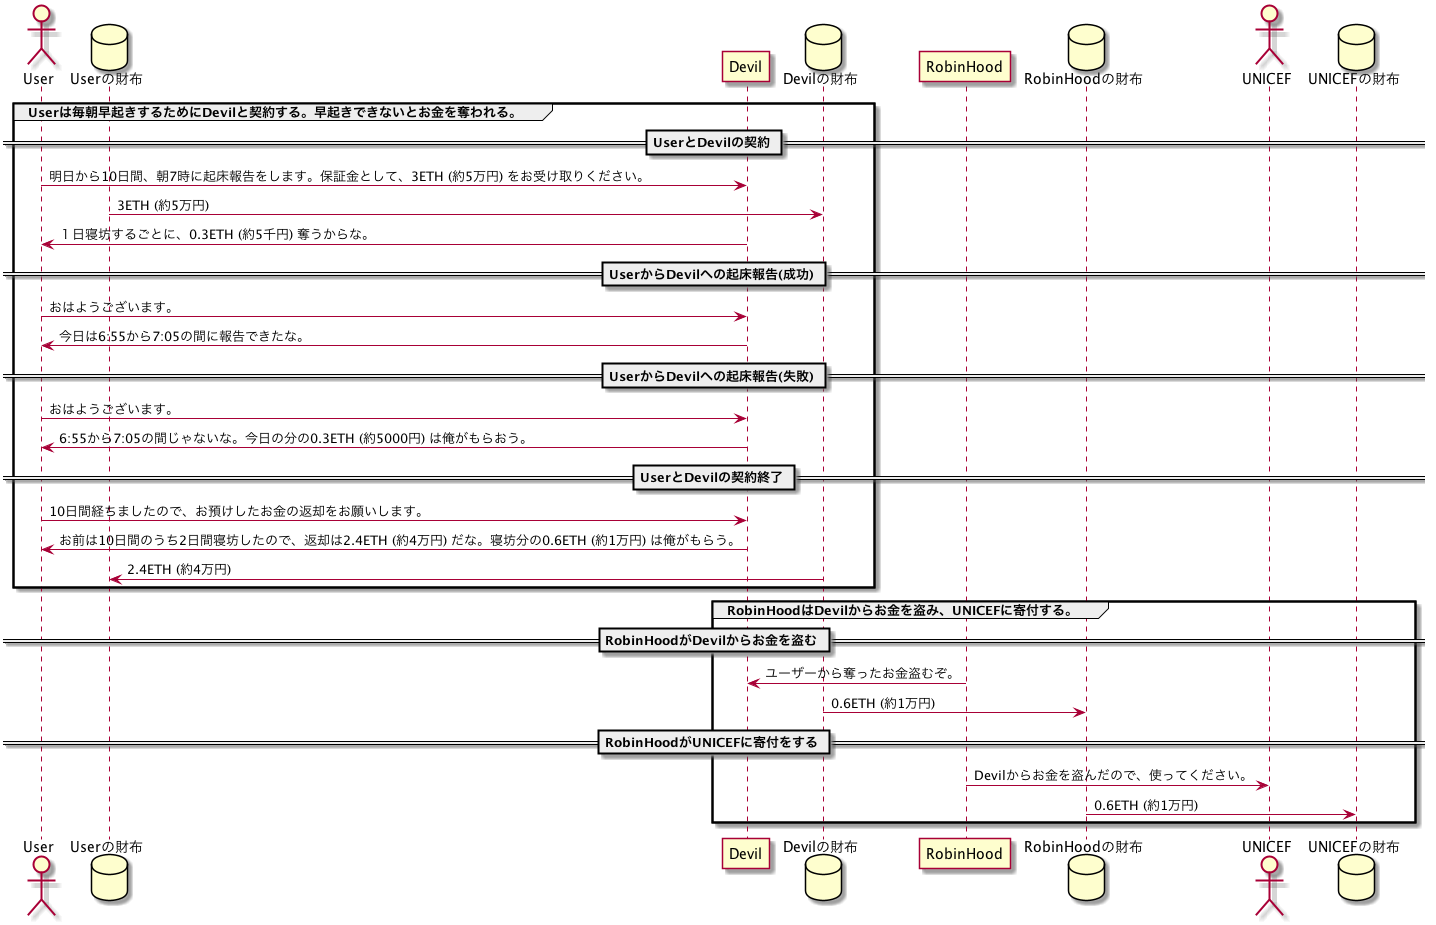 User
Userの財布
Devil
Devilの財布
RobinHood
RobinHoodの財布
UNICEF
UNICEFの財布
Userは毎朝早起きするためにDevilと契約する。早起きできないとお金を奪われる。
UserとDevilの契約
明日から10日間、朝7時に起床報告をします。保証金として、3ETH (約5万円) をお受け取りください。
3ETH (約5万円)
１日寝坊するごとに、0.3ETH (約5千円) 奪うからな。
UserからDevilへの起床報告(成功)
おはようございます。
今日は6:55から7:05の間に報告できたな。
UserからDevilへの起床報告(失敗)
おはようございます。
6:55から7:05の間じゃないな。今日の分の0.3ETH (約5000円) は俺がもらおう。
UserとDevilの契約終了
10日間経ちましたので、お預けしたお金の返却をお願いします。
お前は10日間のうち2日間寝坊したので、返却は2.4ETH (約4万円) だな。寝坊分の0.6ETH (約1万円) は俺がもらう。
2.4ETH (約4万円)
RobinHoodはDevilからお金を盗み、UNICEFに寄付する。
RobinHoodがDevilからお金を盗む
ユーザーから奪ったお金盗むぞ。
0.6ETH (約1万円)
RobinHoodがUNICEFに寄付をする
Devilからお金を盗んだので、使ってください。
0.6ETH (約1万円)
User
Userの財布
Devil
Devilの財布
RobinHood
RobinHoodの財布
UNICEF
UNICEFの財布